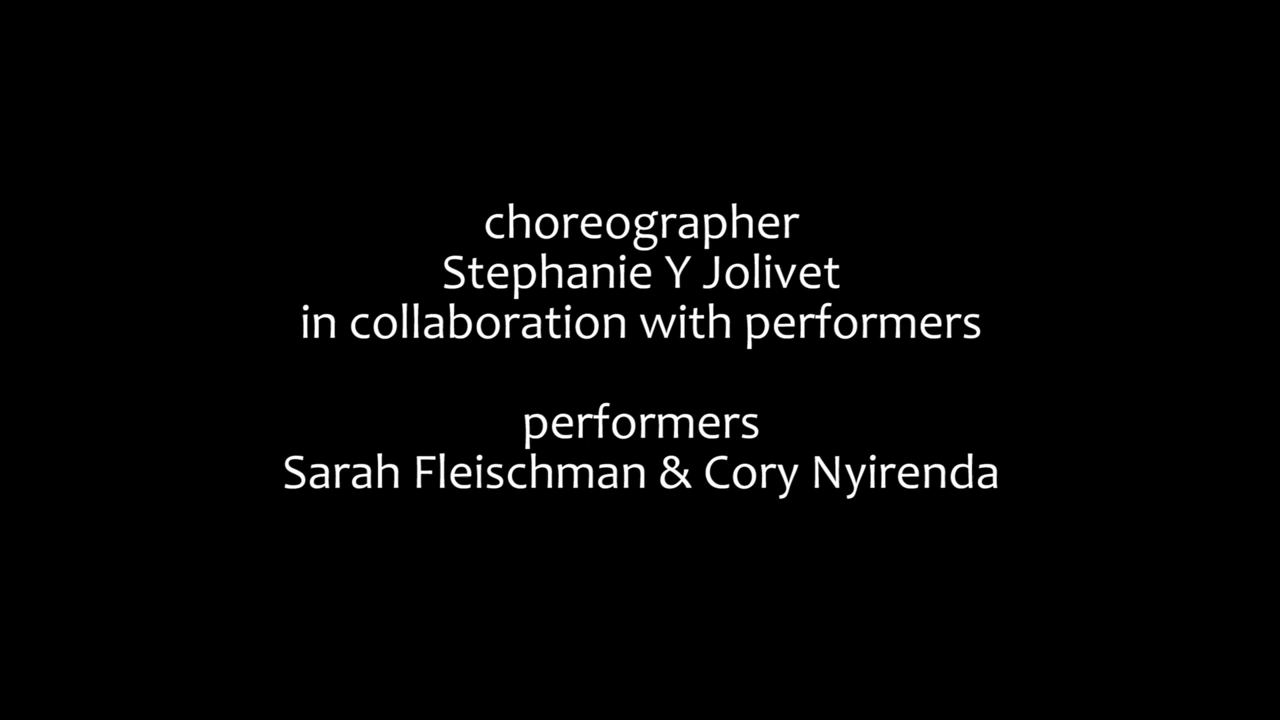 choreographer
Stephanie Y Jolivet
in collaboration with performers
performers
Sarah Fleischman & Cory Nyirenda